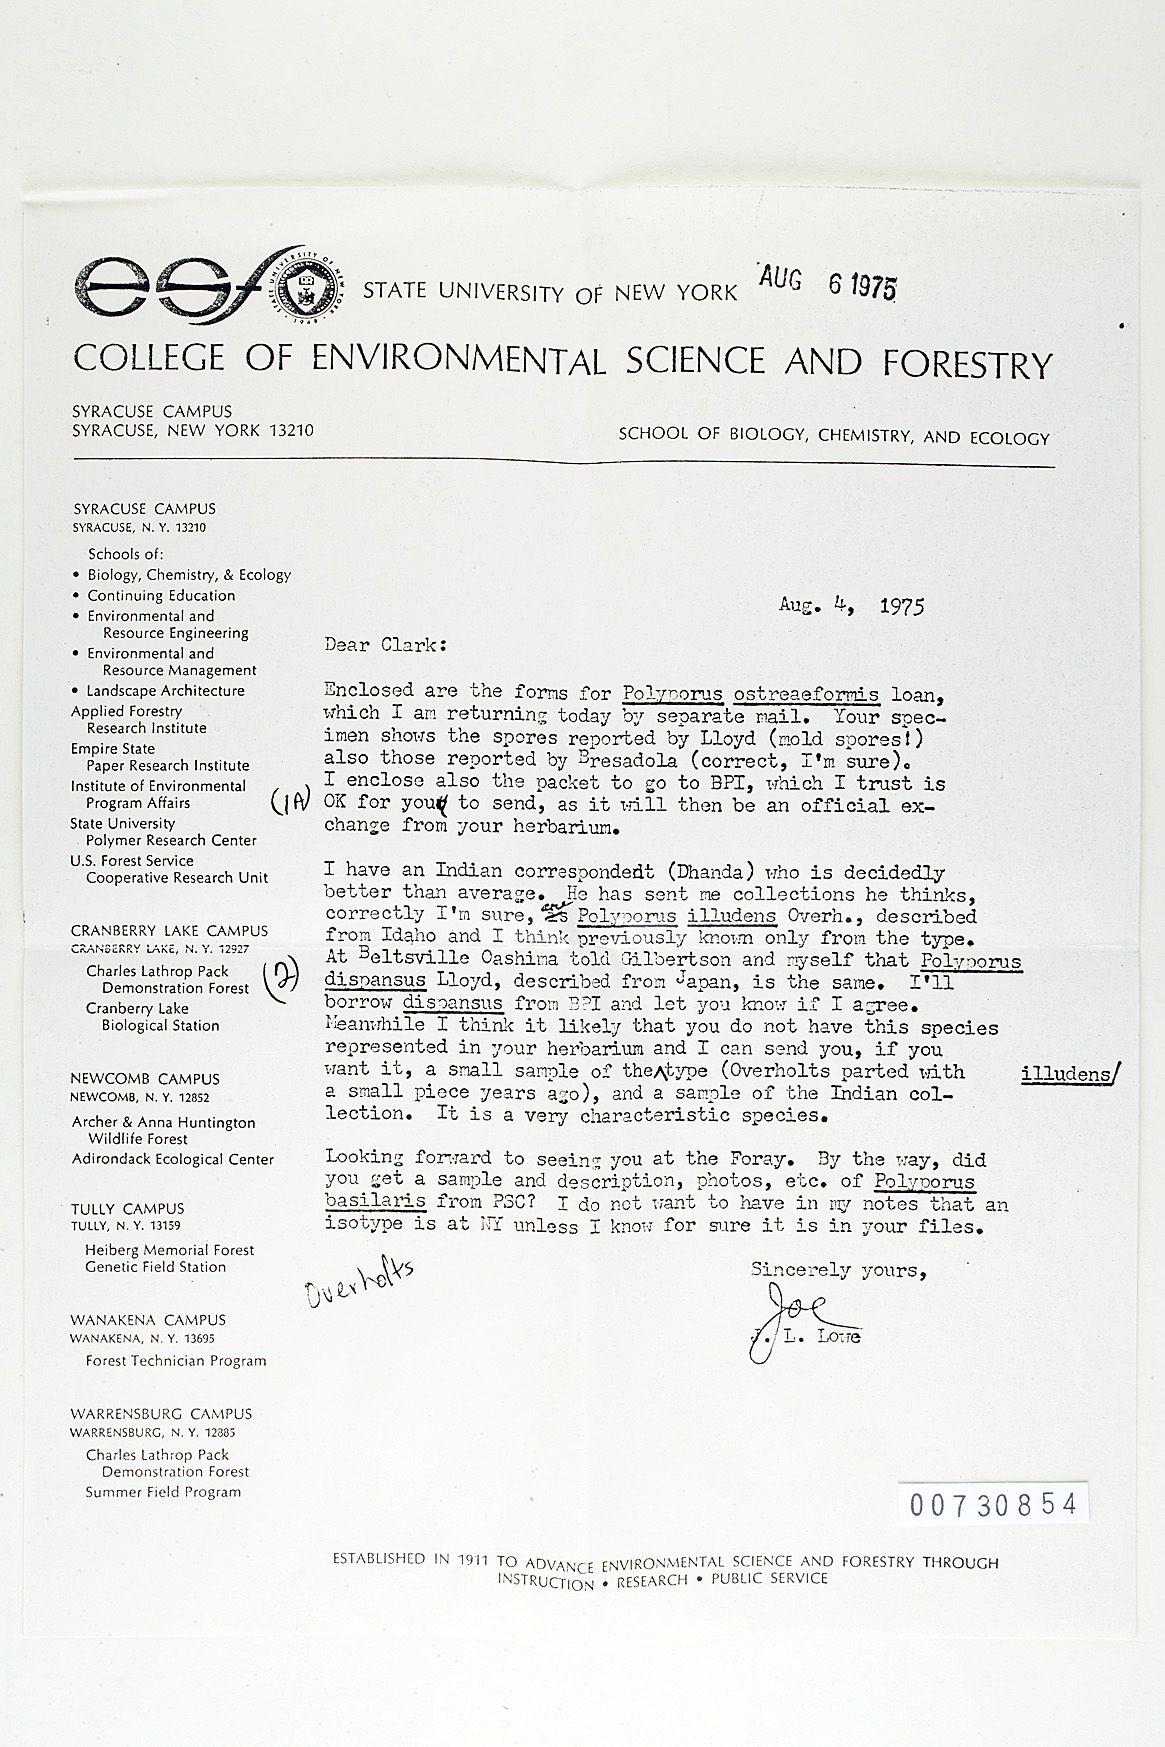 esf
STATE UNIVERSITY OF NEW YORK
1948
STATE UNIVERSITY OF NEW YORK
AUG 6 1975
COLLEGE OF ENVIRONMENTAL SCIENCE AND FORESTRY
SYRACUSE CAMPUS
SYRACUSE, NEW YORK 13210
SCHOOL OF BIOLOGY, CHEMISTRY, AND ECOLOGY
SYRACUSE CAMPUS
SYRACUSE, N. Y. 13210
Schools of:
• Biology, Chemistry, & Ecology
• Continuing Education
• Environmental and
Resource Engineering
• Environmental and
Resource Management
• Landscape Architecture
Applied Forestry
Research Institute
Empire State
Paper Research Institute
Institute of Environmental
Program Affairs
State University
Polymer Research Center
U.S. Forest Service
Cooperative Research Unit
CRANBERRY LAKE CAMPUS
CRANBERRY LAKE, N. Y. 12927
Charles Lathrop Pack
Demonstration Forest
Cranberry Lake
Biological Station
NEWCOMB CAMPUS
NEWCOMB, N. Y. 12852
Archer & Anna Huntington
Wildlife Forest
Adirondack Ecological Center
TULLY CAMPUS
TULLY, N. Y. 13159
Heiberg Memorial Forest
Genetic Field Station
WANAKENA CAMPUS
WANAKENA, N. Y. 13695
Forest Technician Program
WARRENSBURG CAMPUS
WARRENSBURG, N. Y. 12885
Charles Lathrop Pack
Demonstration Forest
Summer Field Program
Aug. 4, 1975
Dear Clark:
Enclosed are the forms for Polyporus ostreaeformis loan,
which I am returning today by separate mail. Your spec-
imen shows the spores reported by Lloyd (mold spores!)
also those reported by Bresadola (correct, I'm sure).
I enclose also the packet to go to BPI, which I trust is
(1A) OK for you to send, as it will then be an official ex-
change from your herbarium.
I have an Indian correspondent (Dhanda) who is decidedly
better than average. He has sent me collections he thinks,
correctly I'm sure, are Polyporus illudens Overh., described
from Idaho and I think previously known only from the type.
At Beltsville Oashima told Gilbertson and myself that Polyporus
(2) dispansus Lloyd, described from Japan, is the same. I'll
borrow dispansus from BPI and let you know if I agree.
Meanwhile I think it likely that you do not have this species
represented in your herbarium and I can send you, if you
want it, a small sample of the^type (Overholts parted with illudens/
a small piece years ago), and a sample of the Indian col-
lection. It is a very characteristic species.
Looking forward to seeing you at the Foray. By the way, did
you get a sample and description, photos, etc. of Polyporus
basilaris from PSC? I do not want to have in my notes that an
isotype is at NY unless I know for sure it is in your files.
Overholts
Sincerely yours,
Joe
J. L. Lowe
00730854
ESTABLISHED IN 1911 TO ADVANCE ENVIRONMENTAL SCIENCE AND FORESTRY THROUGH
INSTRUCTION • RESEARCH • PUBLIC SERVICE